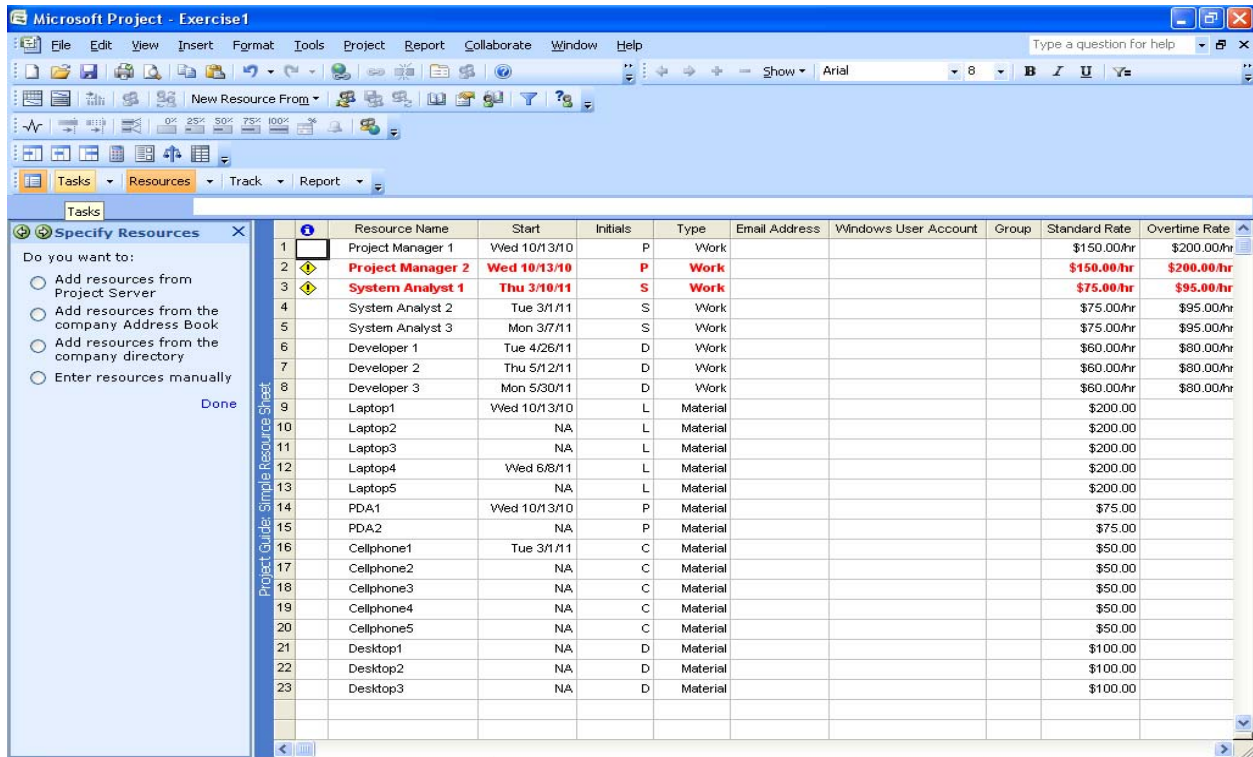 Microsoft Project - Exercise1
File Edit View Insert Format Tools Project Report Collaborate Window Help Type a question for help
Show Arial 8 B I U
New Resource From
0% 25% 50% 75% 100%
Tasks Resources Track Report
Tasks
Specify Resources
Do you want to:
Add resources from
Project Server
Add resources from the
company Address Book
Add resources from the
company directory
Enter resources manually
Done
Project Guide: Simple Resource Sheet
Resource Name Start Initials Type Email Address Windows User Account Group Standard Rate Overtime Rate
1 Project Manager 1 Wed 10/13/10 P Work $150.00/hr $200.00/hr
2 Project Manager 2 Wed 10/13/10 P Work $150.00/hr $200.00/hr
3 System Analyst 1 Thu 3/10/11 S Work $75.00/hr $95.00/hr
4 System Analyst 2 Tue 3/1/11 S Work $75.00/hr $95.00/hr
5 System Analyst 3 Mon 3/7/11 S Work $75.00/hr $95.00/hr
6 Developer 1 Tue 4/26/11 D Work $60.00/hr $80.00/hr
7 Developer 2 Thu 5/12/11 D Work $60.00/hr $80.00/hr
8 Developer 3 Mon 5/30/11 D Work $60.00/hr $80.00/hr
9 Laptop1 Wed 10/13/10 L Material $200.00
10 Laptop2 NA L Material $200.00
11 Laptop3 NA L Material $200.00
12 Laptop4 Wed 6/8/11 L Material $200.00
13 Laptop5 NA L Material $200.00
14 PDA1 Wed 10/13/10 P Material $75.00
15 PDA2 NA P Material $75.00
16 Cellphone1 Tue 3/1/11 C Material $50.00
17 Cellphone2 NA C Material $50.00
18 Cellphone3 NA C Material $50.00
19 Cellphone4 NA C Material $50.00
20 Cellphone5 NA C Material $50.00
21 Desktop1 NA D Material $100.00
22 Desktop2 NA D Material $100.00
23 Desktop3 NA D Material $100.00